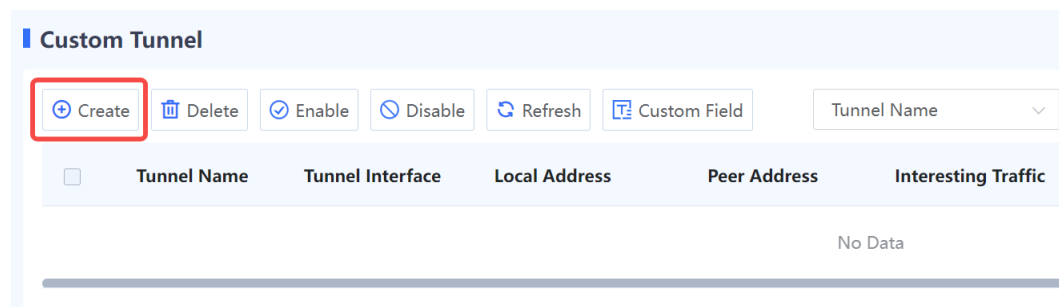 Custom Tunnel
Create Delete Enable Disable Refresh Custom Field Tunnel Name
Tunnel Name Tunnel Interface Local Address Peer Address Interesting Traffic
No Data